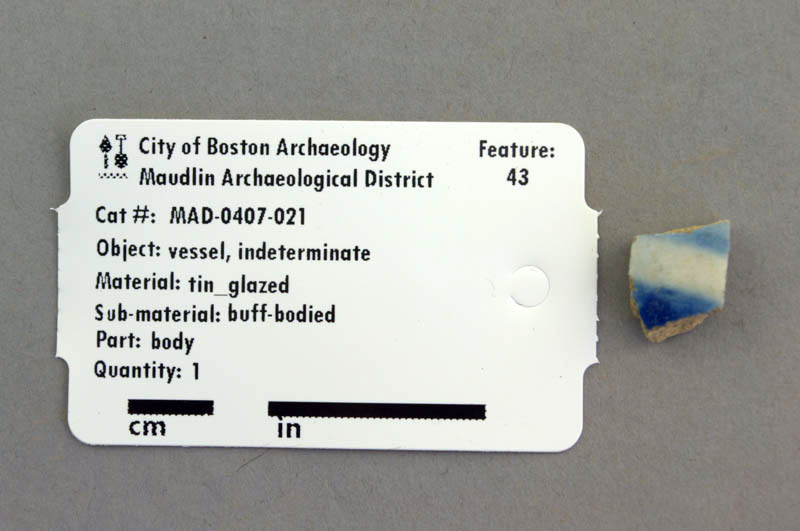 City of Boston Archaeology
Maudlin Archaeological District
Feature:
43
Cat #: MAD-0407-021
Object: vessel, indeterminate
Material: tin_glazed
Sub-material: buff-bodied
Part: body
Quantity: 1
cm
in